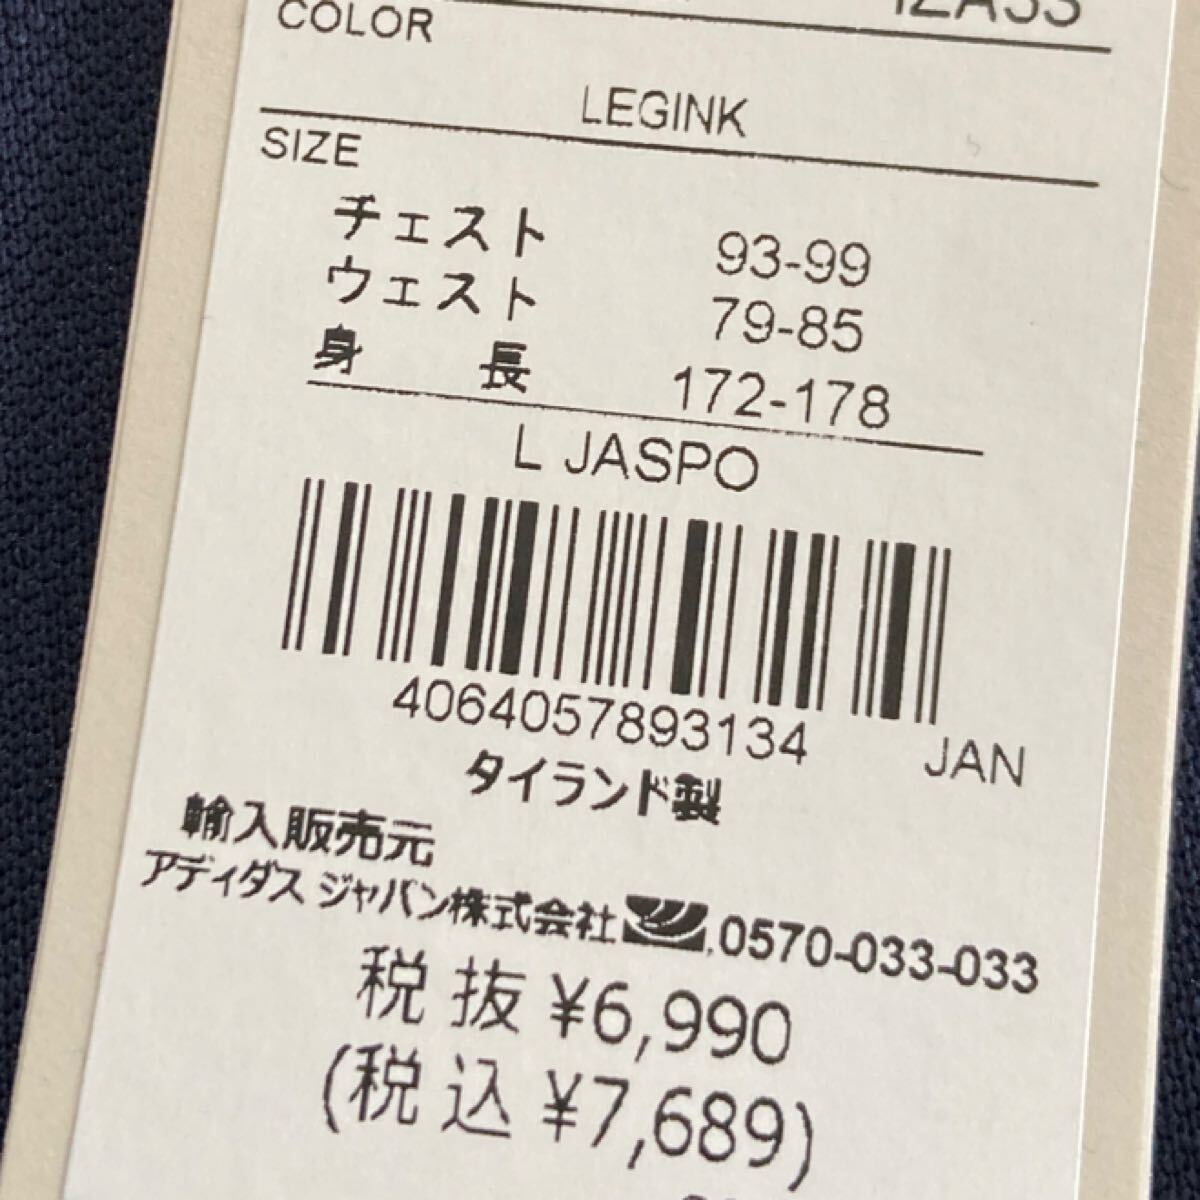 COLOR
LEGINK
SIZE
チェスト 93-99
ウェスト 79-85
身長 172-178
L JASPO
4064057893134 JAN
タイランド製
輸入販売元
アディダス ジャパン株式会社 0570-033-033
税抜 ¥6,990
(税込 ¥7,689)